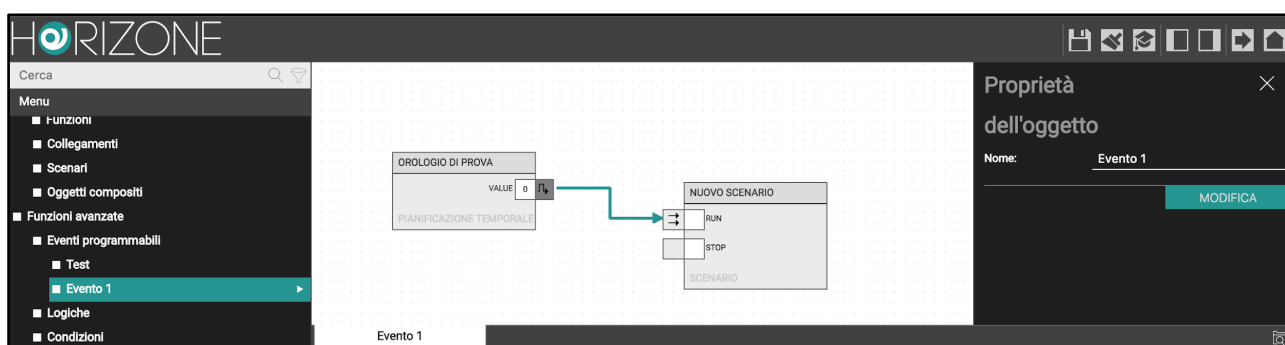 HORIZONE
Cerca
Menu
Funzioni
Collegamenti
Scenari
Oggetti compositi
Funzioni avanzate
Eventi programmabili
Test
Evento 1
Logiche
Condizioni
OROLOGIO DI PROVA
VALUE 0
PIANIFICAZIONE TEMPORALE
NUOVO SCENARIO
RUN
STOP
SCENARIO
Evento 1
Proprietà
dell'oggetto
Nome: Evento 1
MODIFICA